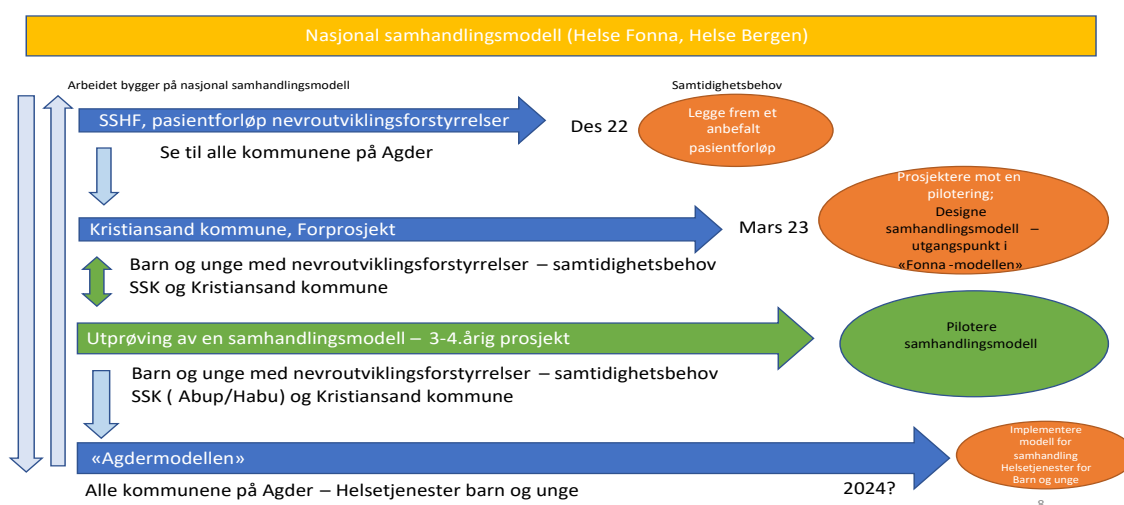 Nasjonal samhandlingsmodell (Helse Fonna, Helse Bergen)
Arbeidet bygger på nasjonal samhandlingsmodell
Samtidighetsbehov
SSHF, pasientforløp nevroutviklingsforstyrrelser
Des 22
Legge frem et
anbefalt
pasientforløp
Se til alle kommunene på Agder
Kristiansand kommune, Forprosjekt
Mars 23
Prosjektere mot en
pilotering;
Designe
samhandlingsmodell –
utgangspunkt i
«Fonna -modellen»
Barn og unge med nevroutviklingsforstyrrelser – samtidighetsbehov
SSK og Kristiansand kommune
Utprøving av en samhandlingsmodell – 3-4.årig prosjekt
Pilotere
samhandlingsmodell
Barn og unge med nevroutviklingsforstyrrelser – samtidighetsbehov
SSK ( Abup/Habu) og Kristiansand kommune
«Agdermodellen»
Implementere
modell for
samhandling
Helsetjenester for
Barn og unge
Alle kommunene på Agder – Helsetjenester barn og unge
2024?
8